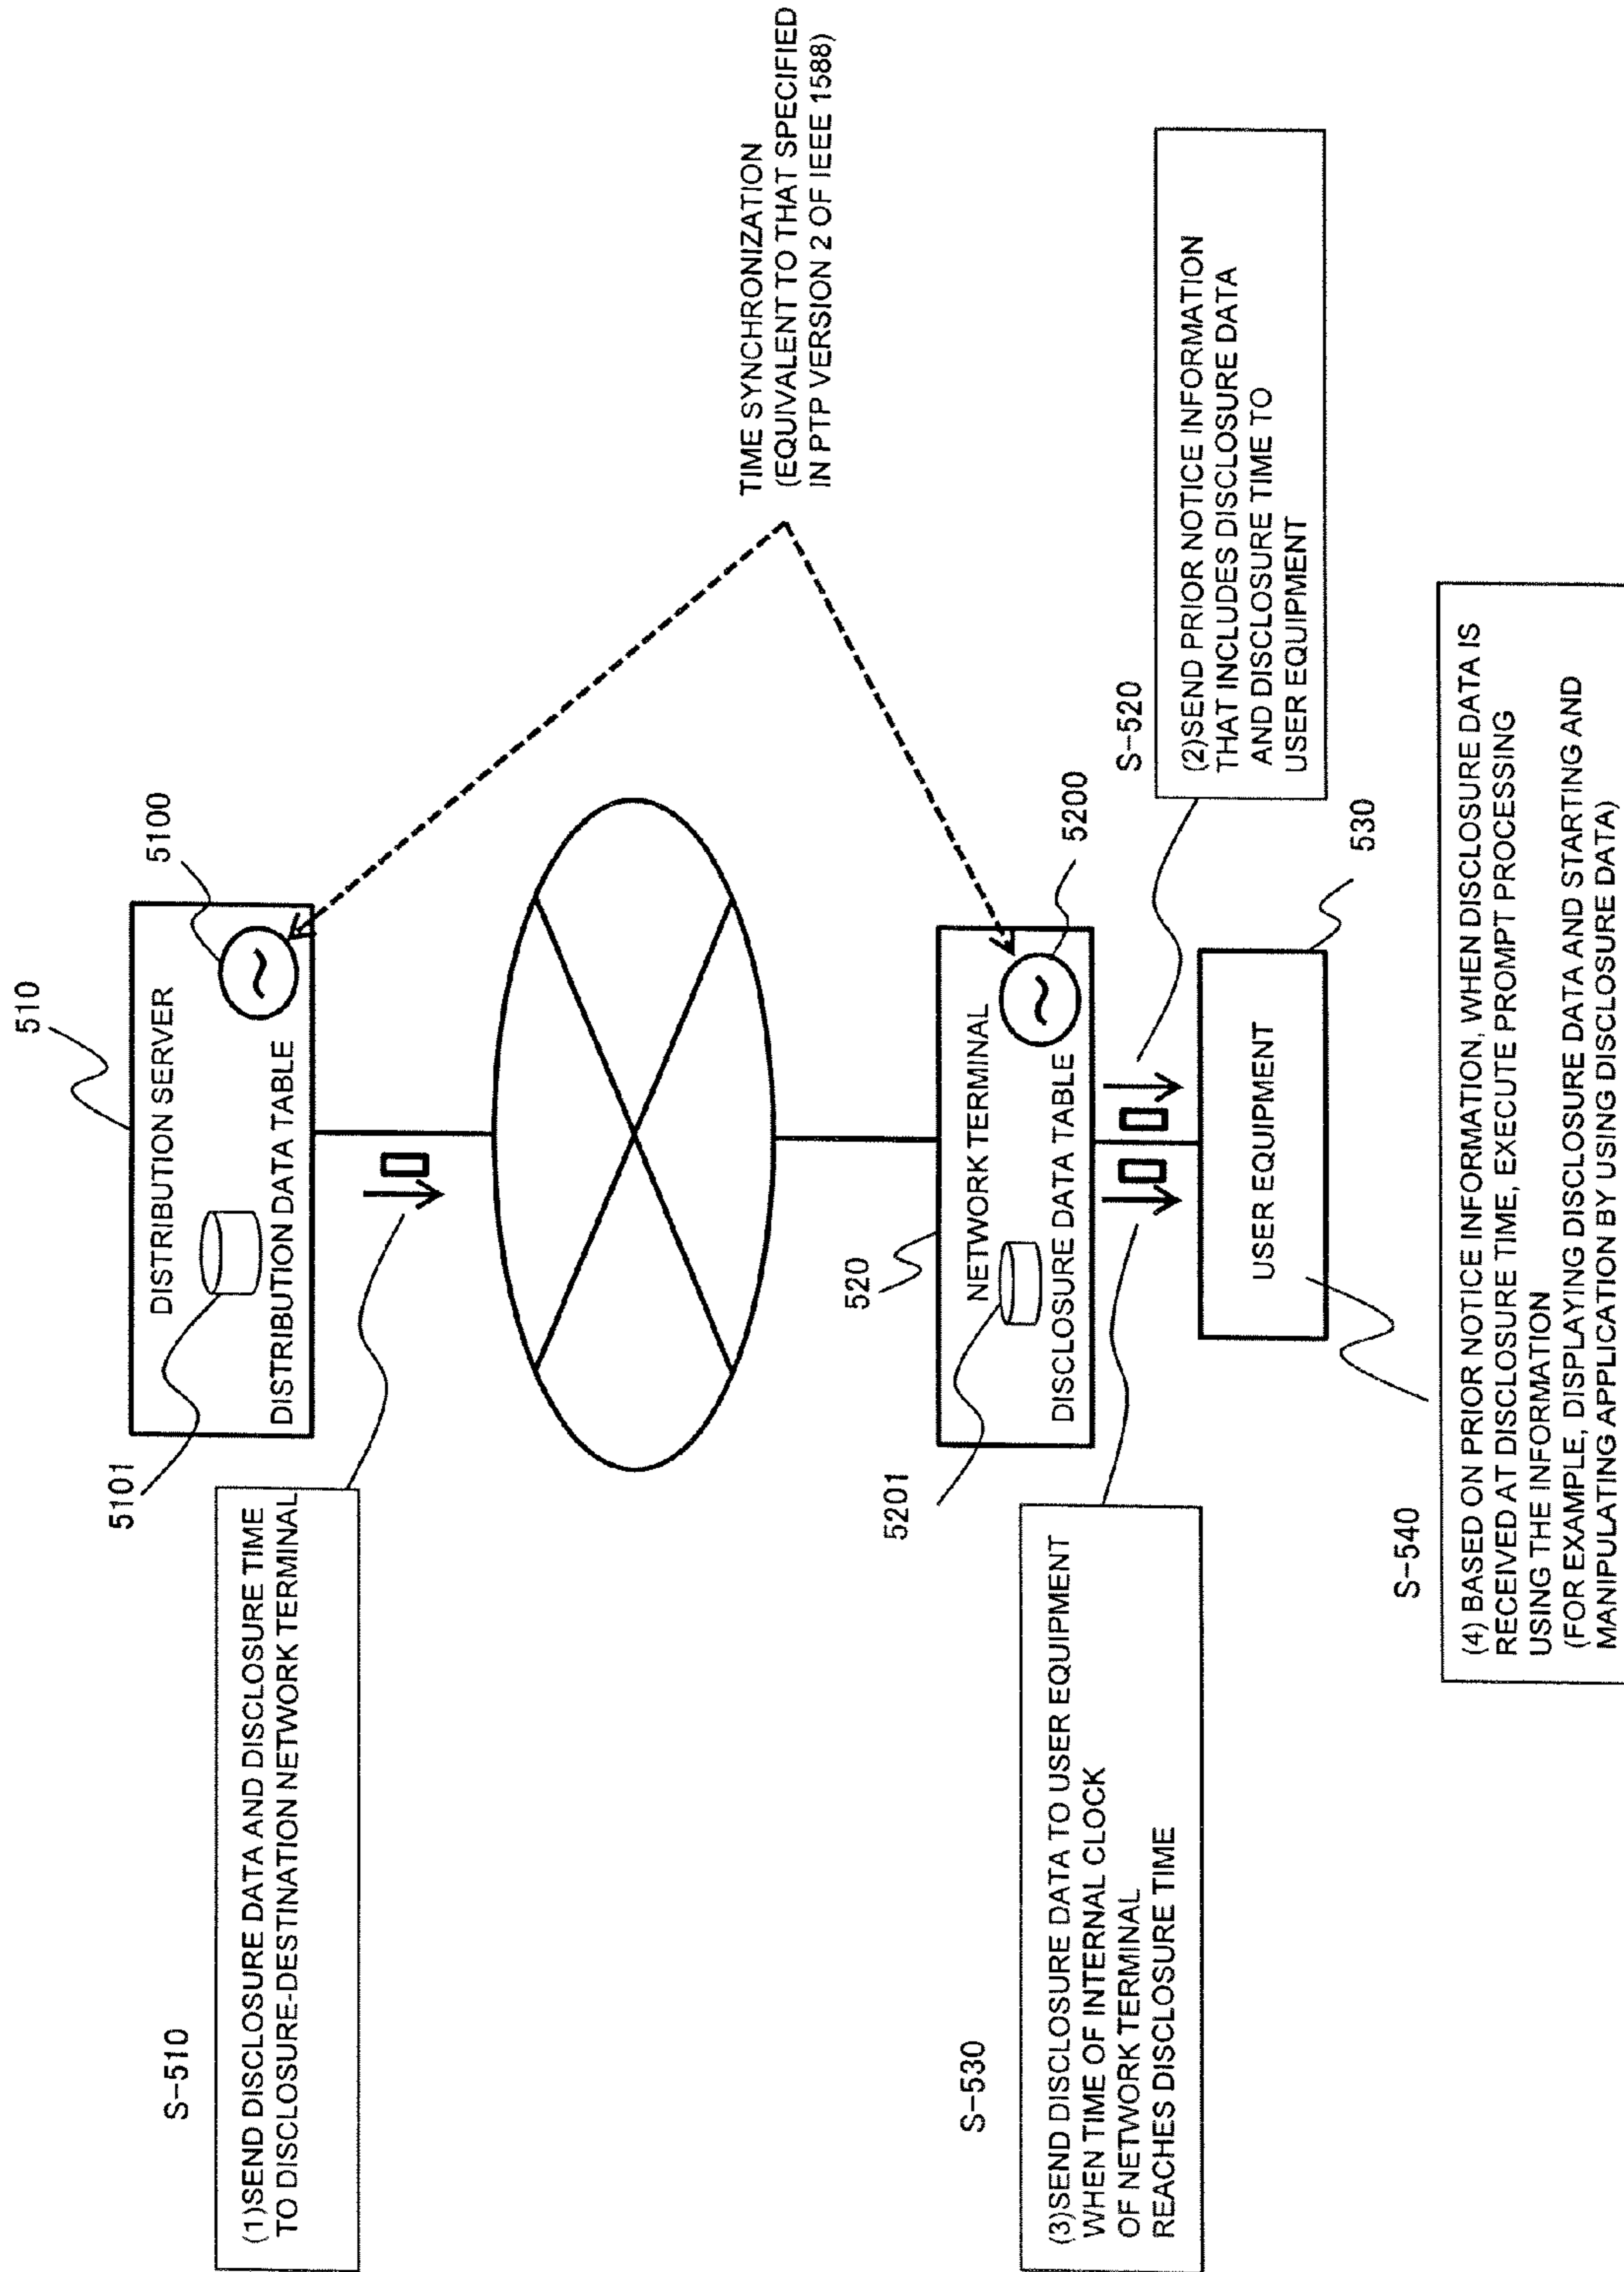 510
DISTRIBUTION SERVER
5100
5101
DISTRIBUTION DATA TABLE
S-510
(1)SEND DISCLOSURE DATA AND DISCLOSURE TIME
TO DISCLOSURE-DESTINATION NETWORK TERMINAL
TIME SYNCHRONIZATION
(EQUIVALENT TO THAT SPECIFIED
IN PTP VERSION 2 OF IEEE 1588)
520
NETWORK TERMINAL
5200
5201
DISCLOSURE DATA TABLE
S-520
(2)SEND PRIOR NOTICE INFORMATION
THAT INCLUDES DISCLOSURE DATA
AND DISCLOSURE TIME TO
USER EQUIPMENT
S-530
(3)SEND DISCLOSURE DATA TO USER EQUIPMENT
WHEN TIME OF INTERNAL CLOCK
OF NETWORK TERMINAL
REACHES DISCLOSURE TIME
530
USER EQUIPMENT
S-540
(4) BASED ON PRIOR NOTICE INFORMATION, WHEN DISCLOSURE DATA IS
RECEIVED AT DISCLOSURE TIME, EXECUTE PROMPT PROCESSING
USING THE INFORMATION
(FOR EXAMPLE, DISPLAYING DISCLOSURE DATA AND STARTING AND
MANIPULATING APPLICATION BY USING DISCLOSURE DATA)